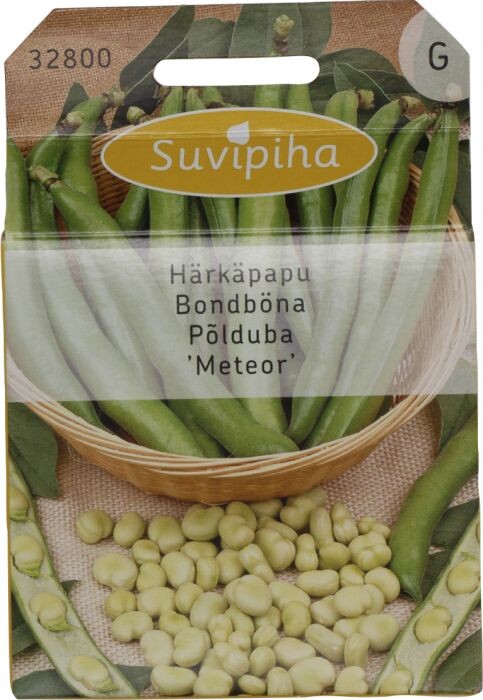 32800
G
Suvipiha
Härkäpapu
Bondböna
Põlduba
’Meteor’